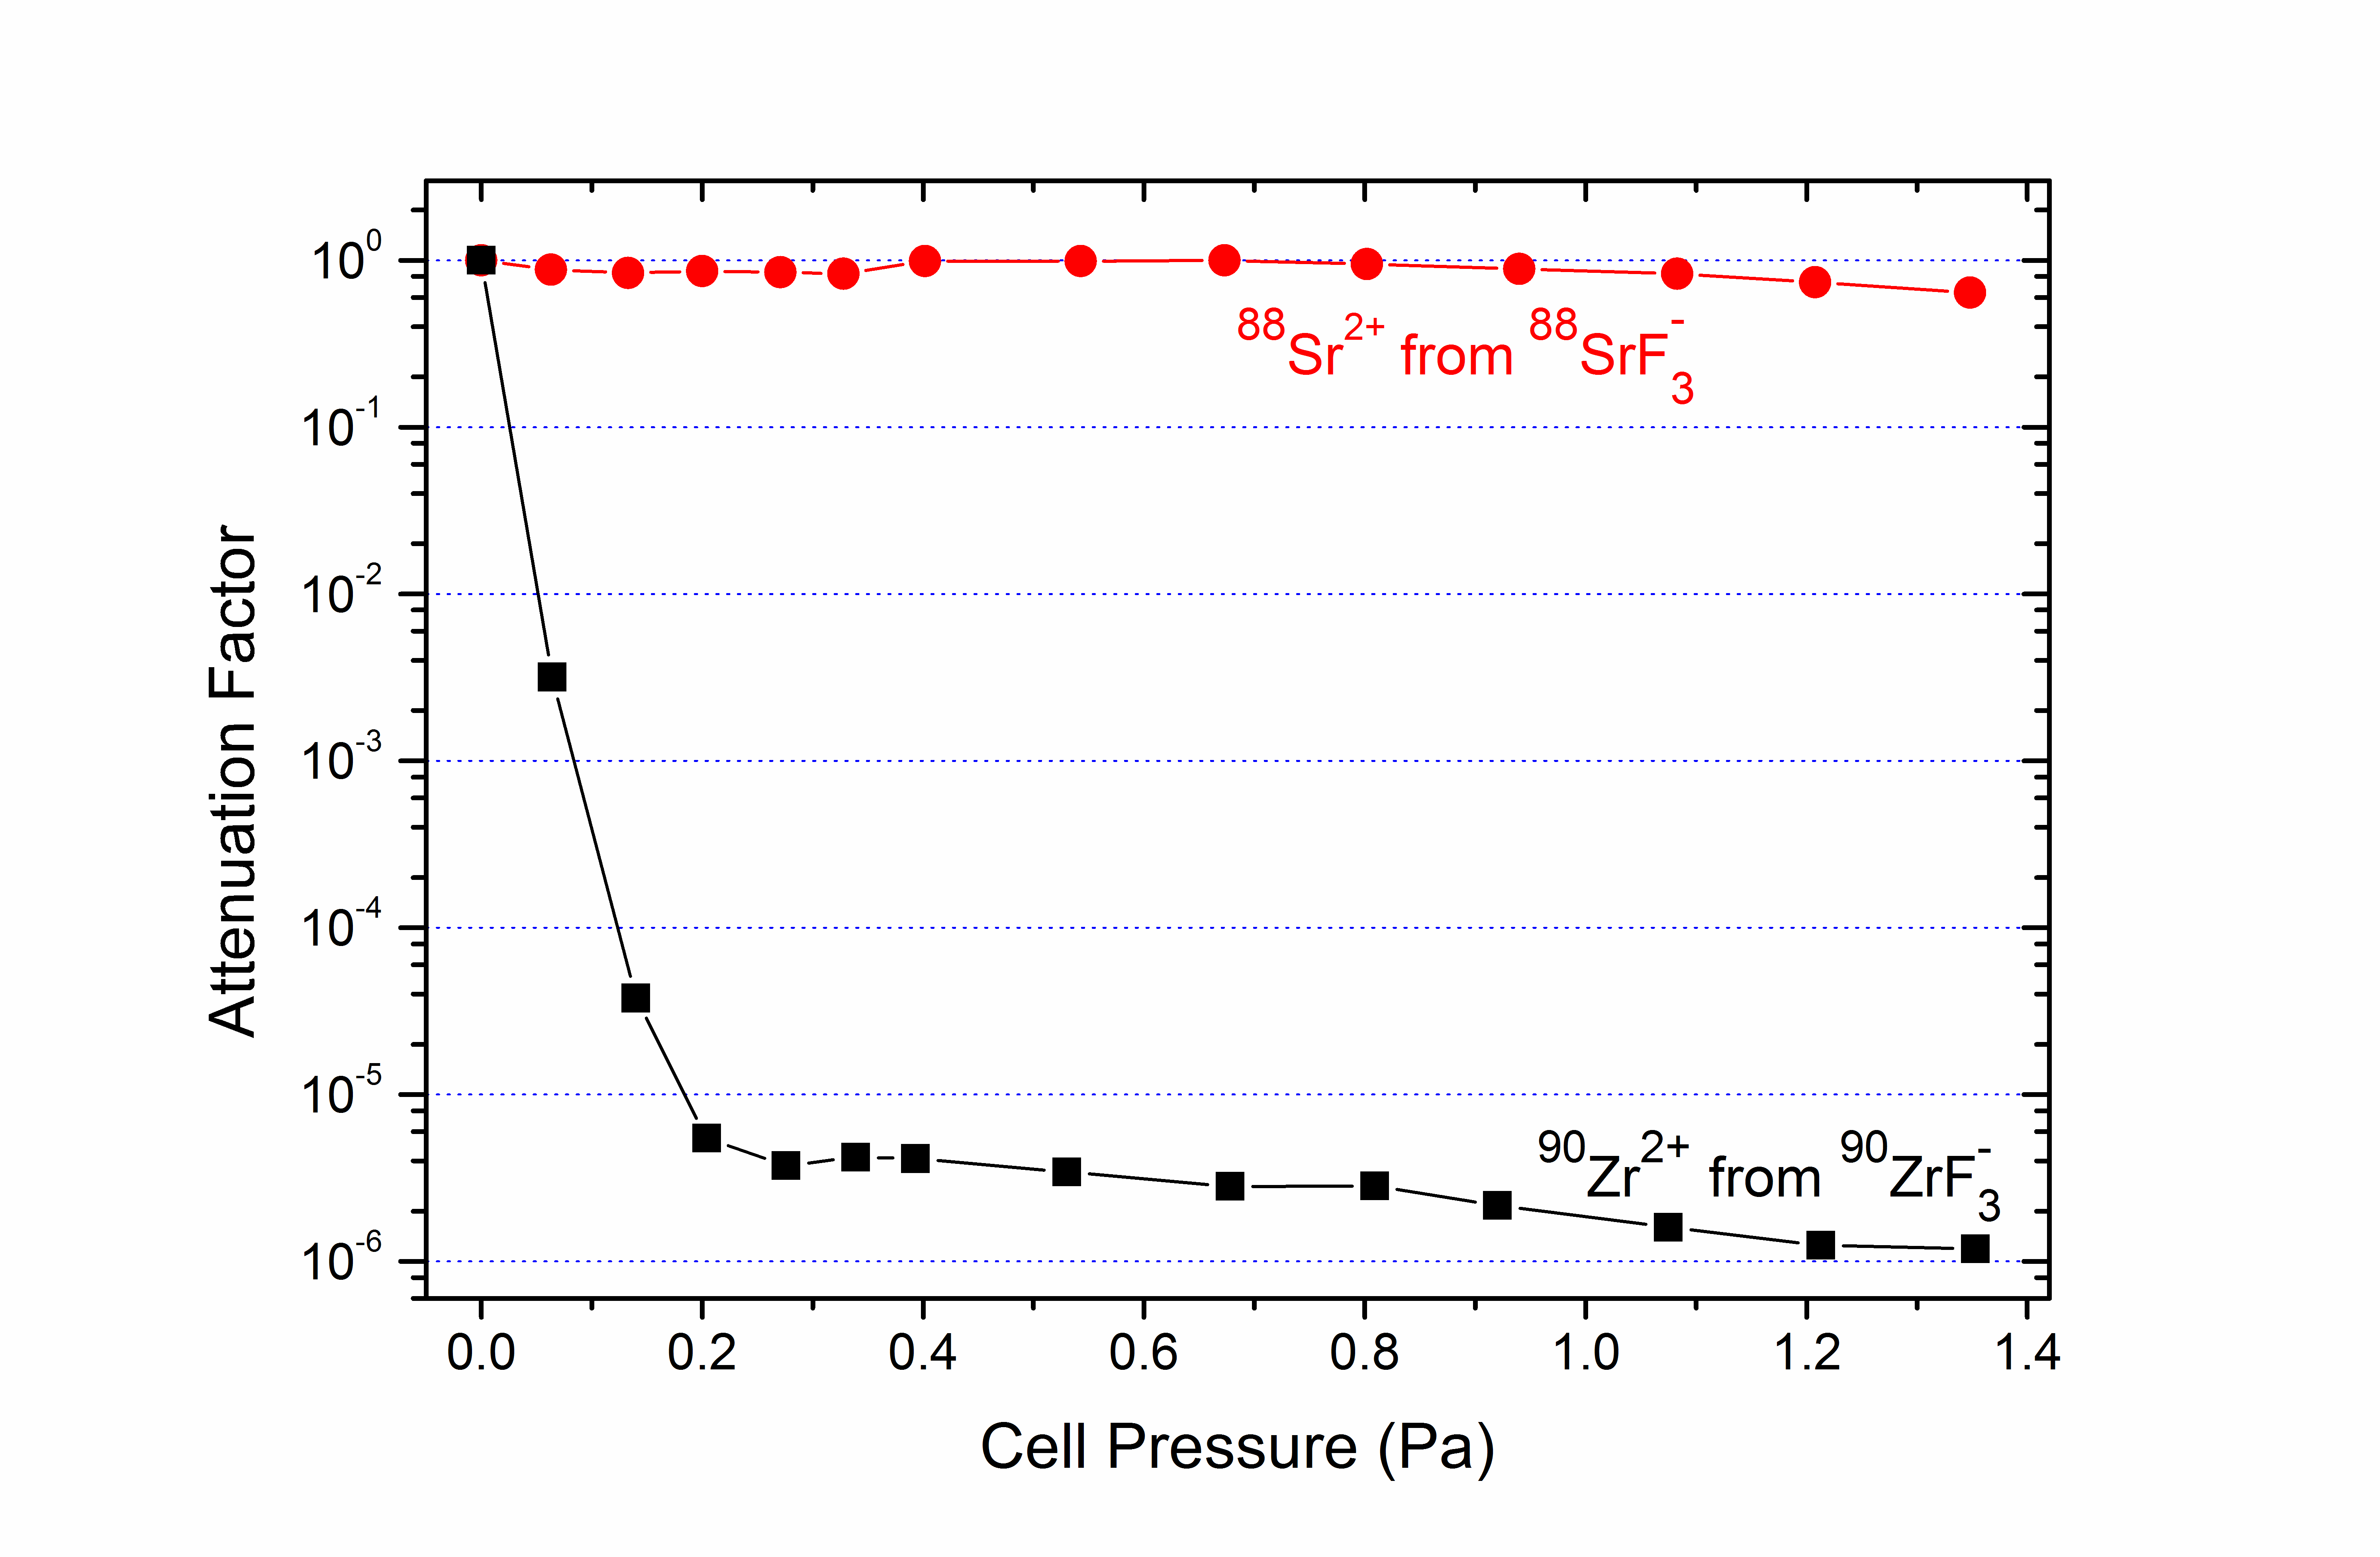 10⁰
10⁻¹
10⁻²
10⁻³
10⁻⁴
10⁻⁵
10⁻⁶
Attenuation Factor
⁸⁸Sr²⁺ from ⁸⁸SrF₃⁻
⁹⁰Zr²⁺ from ⁹⁰ZrF₃⁻
0.0 0.2 0.4 0.6 0.8 1.0 1.2 1.4
Cell Pressure (Pa)